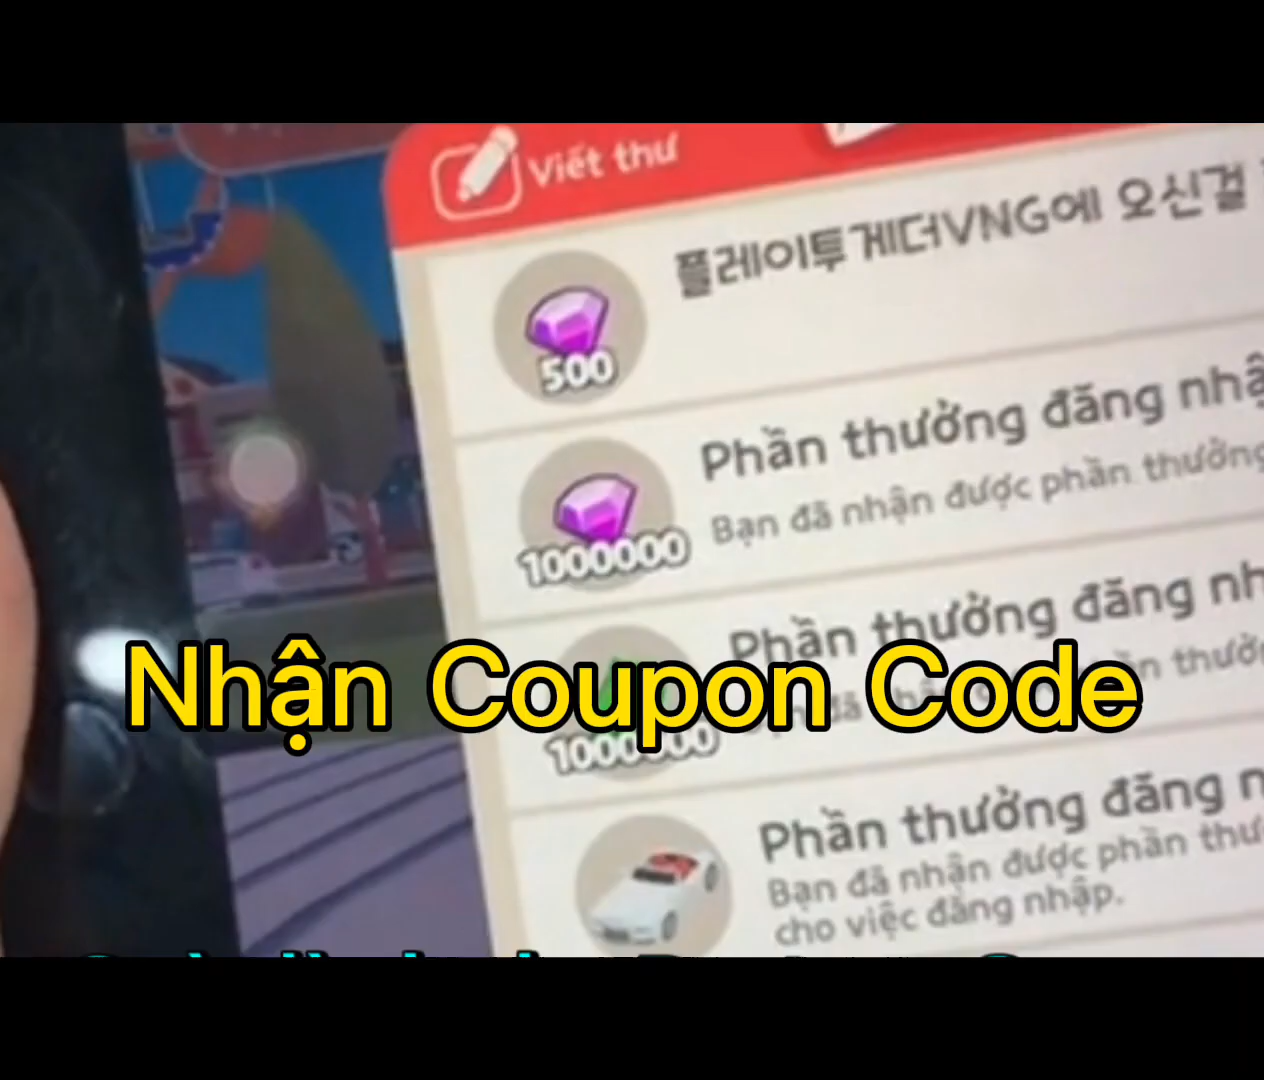 Viết thư
플레이투게더VNG에 오신걸
500
Phần thưởng đăng nhậ
Bạn đã nhận được phần thưởng
1000000
Phần thưởng đăng nh
thưởn
1000000
Nhận Coupon Code
Phần thưởng đăng n
Bạn đã nhận được phần thư
cho việc đăng nhập.